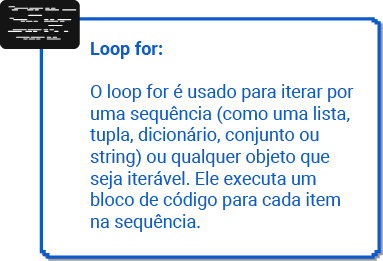 Loop for:
O loop for é usado para iterar por
uma sequência (como uma lista,
tupla, dicionário, conjunto ou
string) ou qualquer objeto que
seja iterável. Ele executa um
bloco de código para cada item
na sequência.